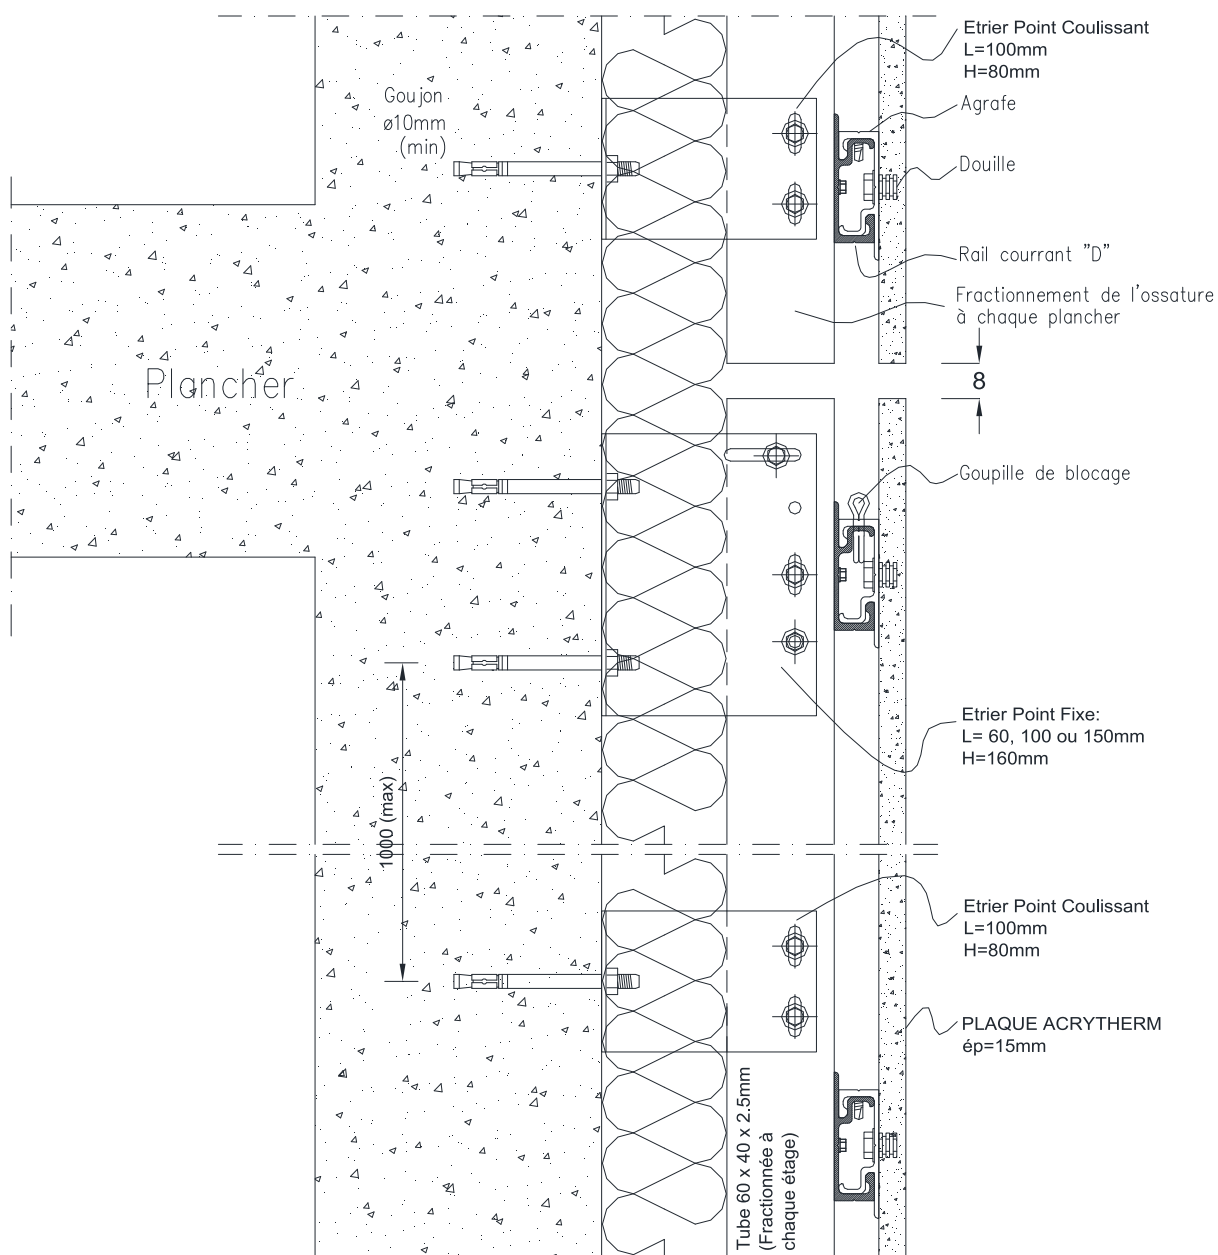 Etrier Point Coulissant
L=100mm
H=80mm
Goujon
ø10mm
(min)
Agrafe
Douille
Rail courrant "D"
Fractionnement de l'ossature
à chaque plancher
8
Plancher
Goupille de blocage
Etrier Point Fixe:
L= 60, 100 ou 150mm
H=160mm
1000 (max)
Etrier Point Coulissant
L=100mm
H=80mm
PLAQUE ACRYTHERM
ép=15mm
Tube 60 x 40 x 2.5mm
(Fractionnée à
chaque étage)